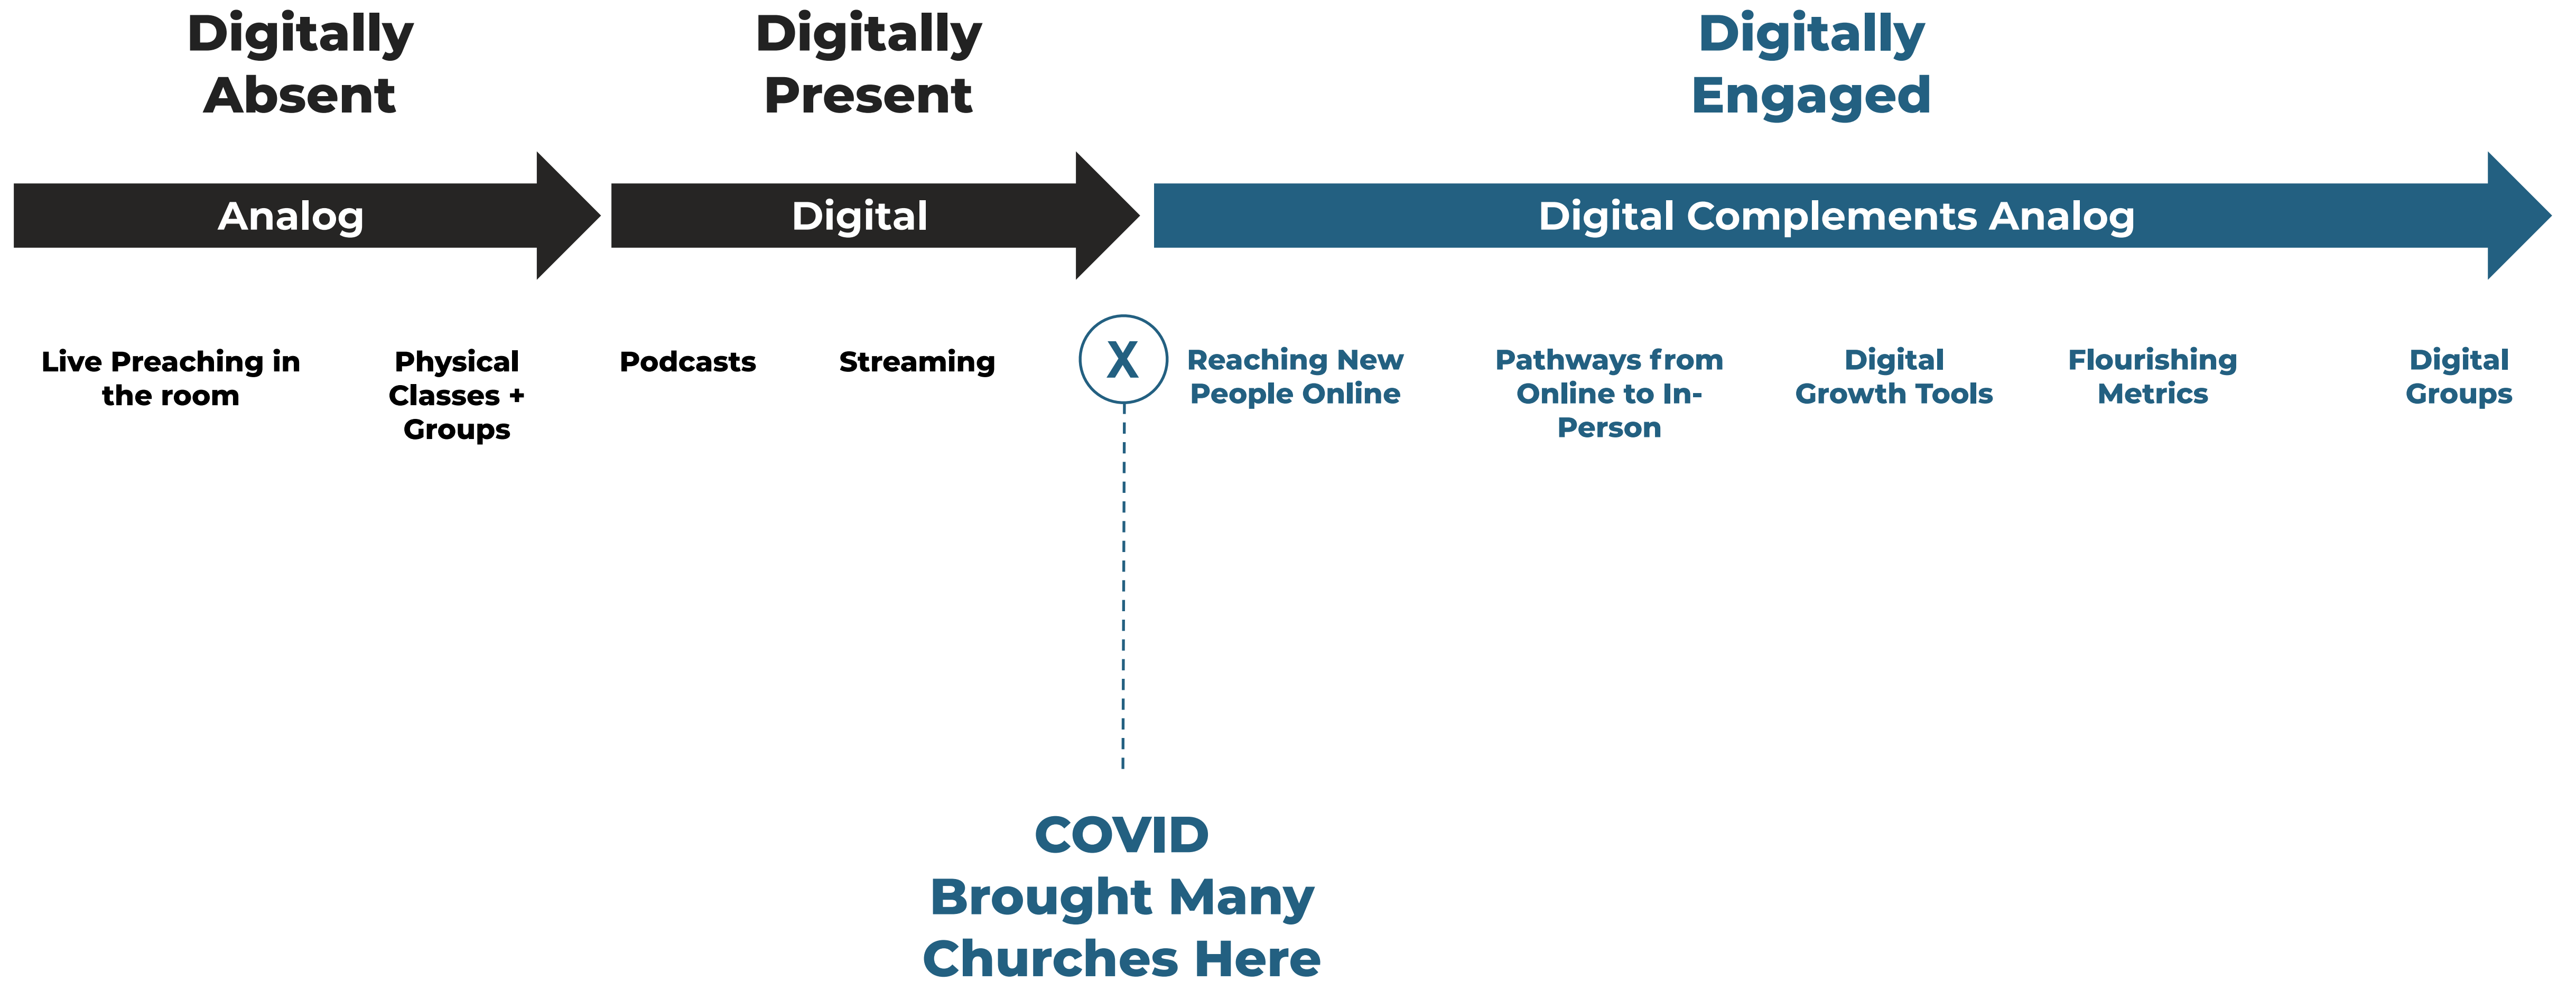 Digitally
Absent
Digitally
Present
Digitally
Engaged
Analog
Digital
Digital Complements Analog
Live Preaching in
the room
Physical
Classes +
Groups
Podcasts
Streaming
X
Reaching New
People Online
Pathways from
Online to In-
Person
Digital
Growth Tools
Flourishing
Metrics
Digital
Groups
COVID
Brought Many
Churches Here